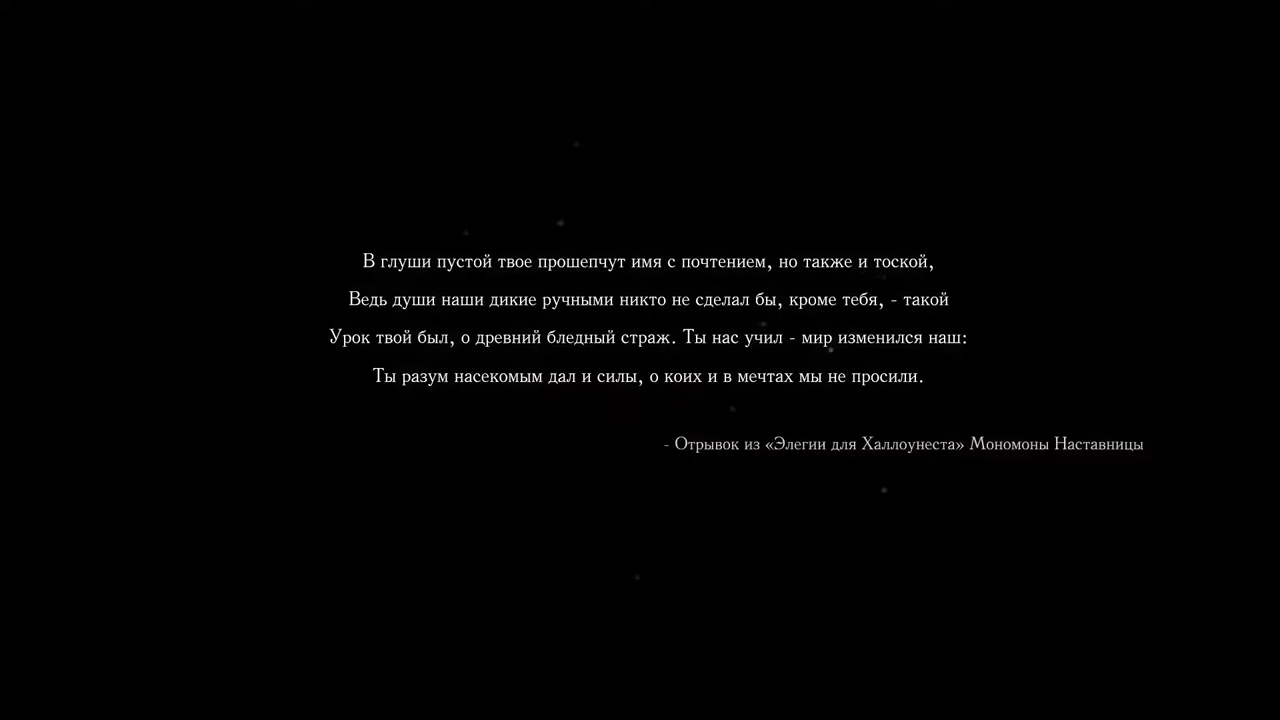 В глуши пустой твое прошепчут имя с почтением, но также и тоской,
Ведь души наши дикие ручными никто не сделал бы, кроме тебя, - такой
Урок твой был, о древний бледный страж. Ты нас учил - мир изменился наш:
Ты разум насекомым дал и силы, о коих и в мечтах мы не просили.
- Отрывок из «Элегии для Халлоунеста» Мономоны Наставницы